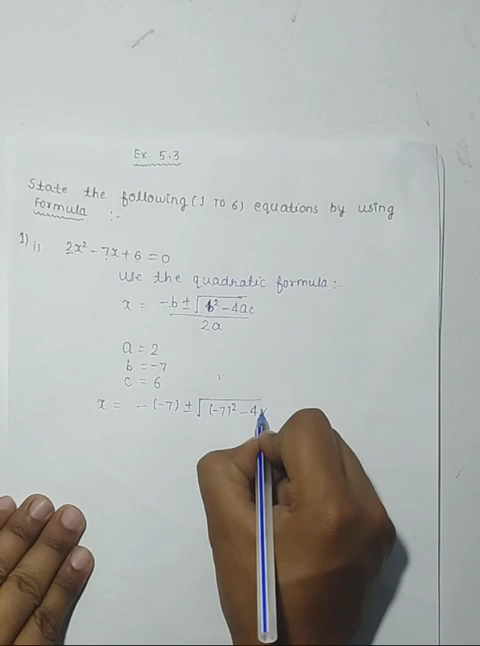 Ex 5.3
State the following (1 TO 6) equations by using
Formula :-
1) i) 2x² - 7x + 6 = 0
Use the quadratic formula :-
x = -b ± √b² - 4ac / 2a
a = 2
b = -7
c = 6
x = - (-7) ± √(-7)² - 4